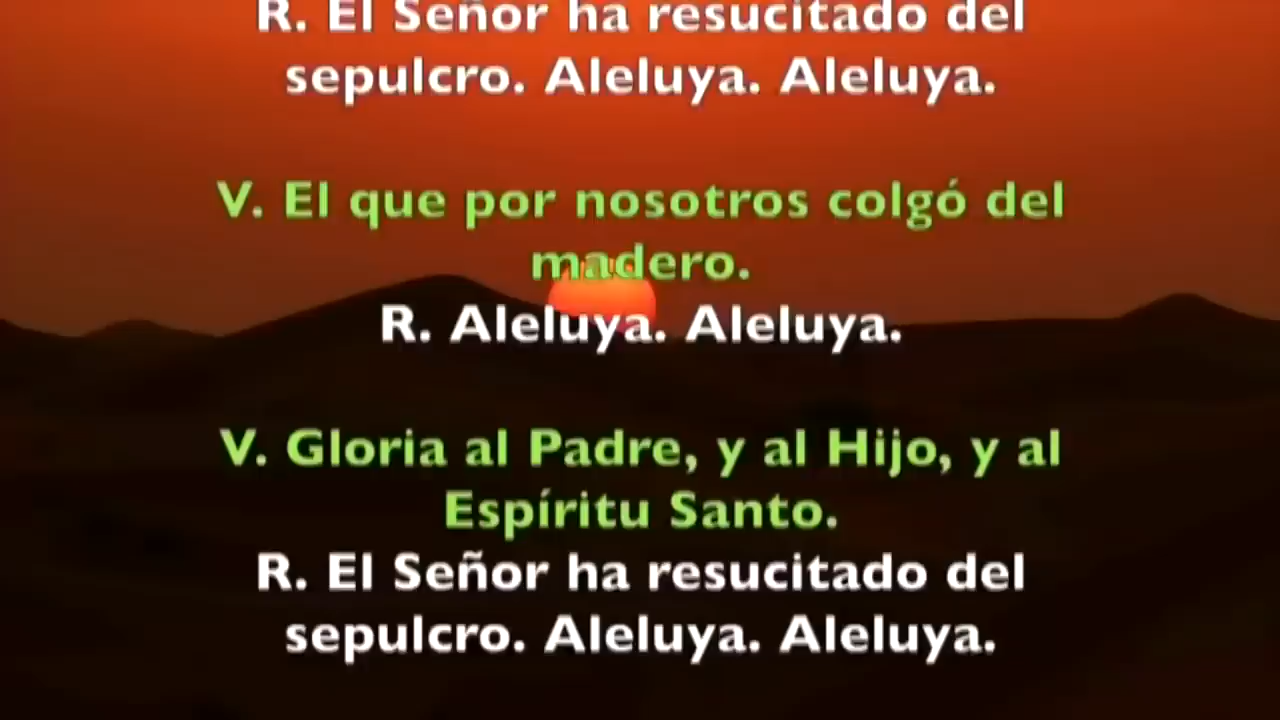 R. El Señor ha resucitado del
sepulcro. Aleluya. Aleluya.
V. El que por nosotros colgó del
madero.
R. Aleluya. Aleluya.
V. Gloria al Padre, y al Hijo, y al
Espíritu Santo.
R. El Señor ha resucitado del
sepulcro. Aleluya. Aleluya.